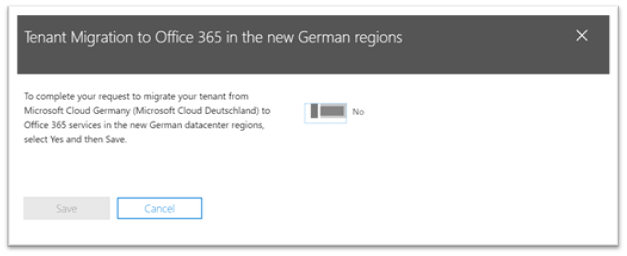 Tenant Migration to Office 365 in the new German regions
To complete your request to migrate your tenant from
Microsoft Cloud Germany (Microsoft Cloud Deutschland) to
Office 365 services in the new German datacenter regions,
select Yes and then Save.
No
Save
Cancel